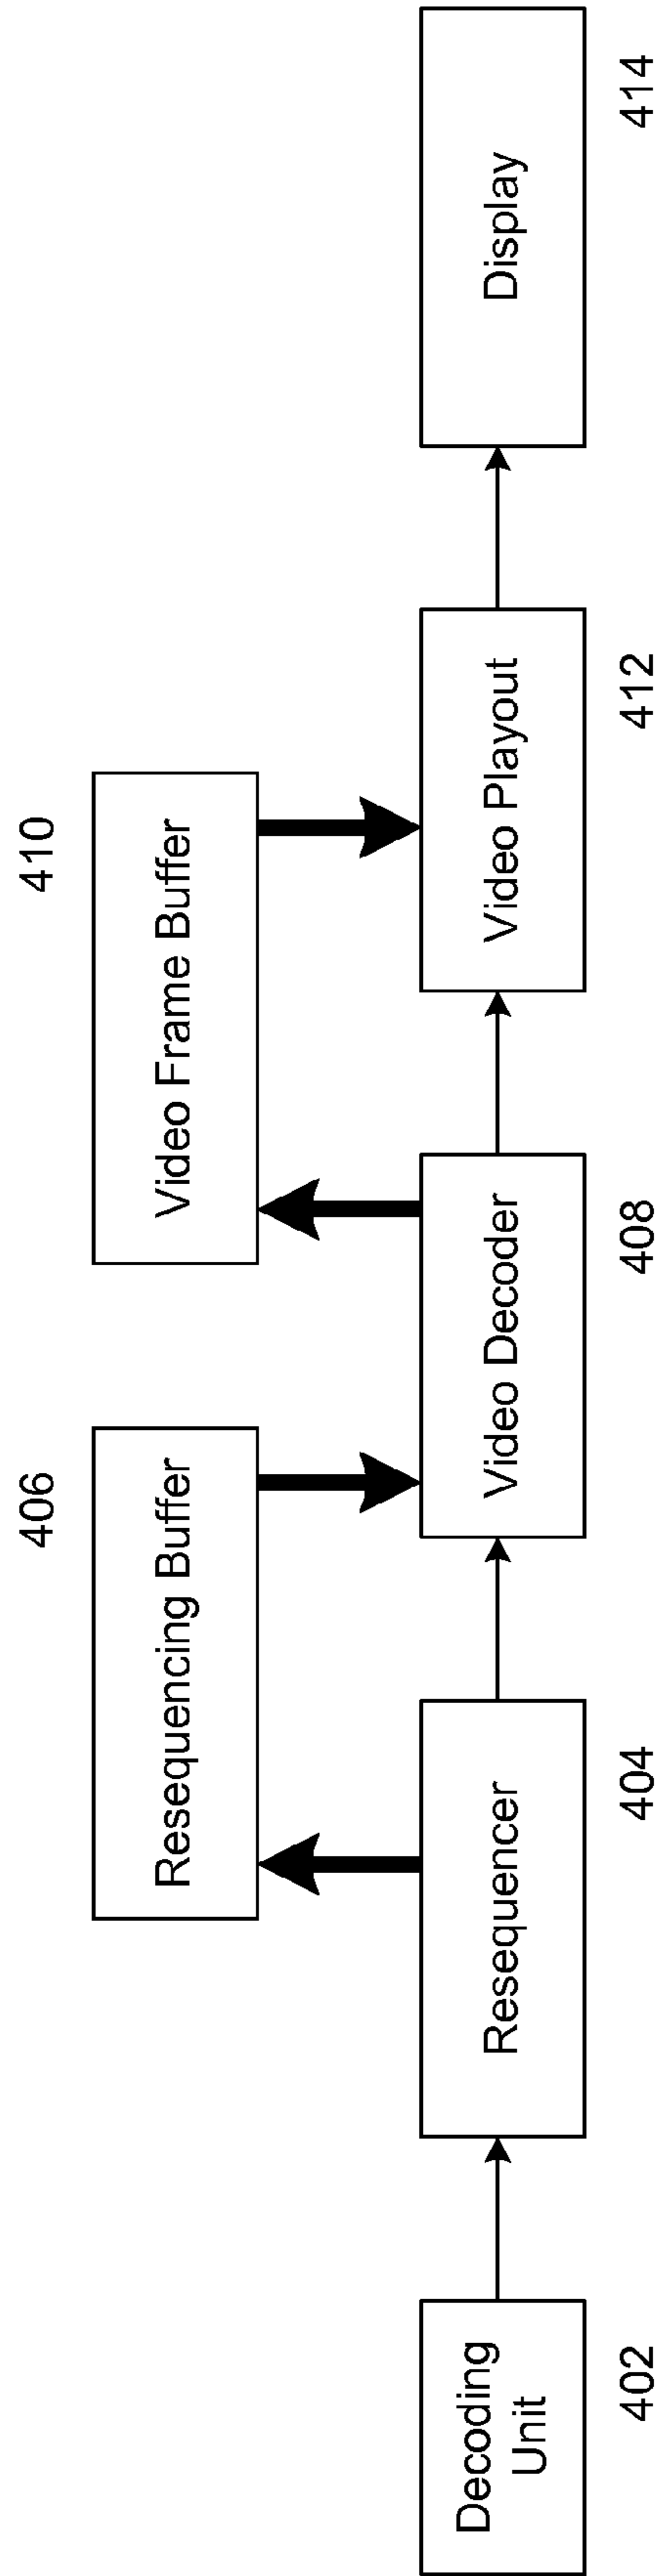 406
410
Resequencing Buffer
Video Frame Buffer
Decoding
Unit
Resequencer
Video Decoder
Video Playout
Display
402
404
408
412
414